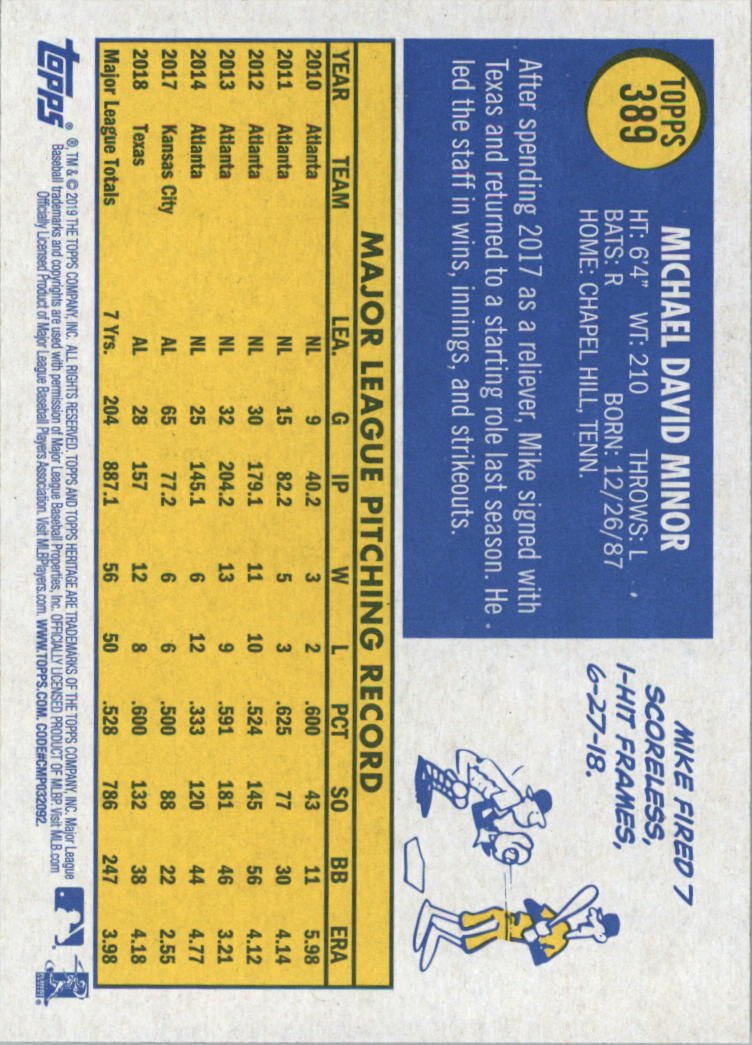 TOPPS
389
MICHAEL DAVID MINOR
HT: 6'4" WT: 210 THROWS: L
BATS: R BORN: 12/26/87
HOME: CHAPEL HILL, TENN.
After spending 2017 as a reliever, Mike signed with
Texas and returned to a starting role last season. He
led the staff in wins, innings, and strikeouts.
MIKE FIRED 7
SCORELESS,
1-HIT FRAMES,
6-27-18.
MAJOR LEAGUE PITCHING RECORD
YEAR TEAM LEA. G IP W L PCT SO BB ERA
2010 Atlanta NL 9 40.2 3 2 .600 43 11 5.98
2011 Atlanta NL 15 82.2 5 3 .625 77 30 4.14
2012 Atlanta NL 30 179.1 11 10 .524 145 56 4.12
2013 Atlanta NL 32 204.2 13 9 .591 181 46 3.21
2014 Atlanta NL 25 145.1 6 12 .333 120 44 4.77
2017 Kansas City AL 65 77.2 6 6 .500 88 22 2.55
2018 Texas AL 28 157 12 8 .600 132 38 4.18
Major League Totals 7 Yrs. 204 887.1 56 50 .528 786 247 3.98
topps®
®, TM & © 2019 THE TOPPS COMPANY, INC. ALL RIGHTS RESERVED. TOPPS AND TOPPS HERITAGE ARE TRADEMARKS OF THE TOPPS COMPANY, INC. Major League
Baseball trademarks and copyrights are used with permission of Major League Baseball Properties, Inc. OFFICIALLY LICENSED PRODUCT OF MLBP. Visit MLB.com
Officially Licensed Product of Major League Baseball Players Association. Visit MLBPlayers.com. WWW.TOPPS.COM. CODE#CMP032092.